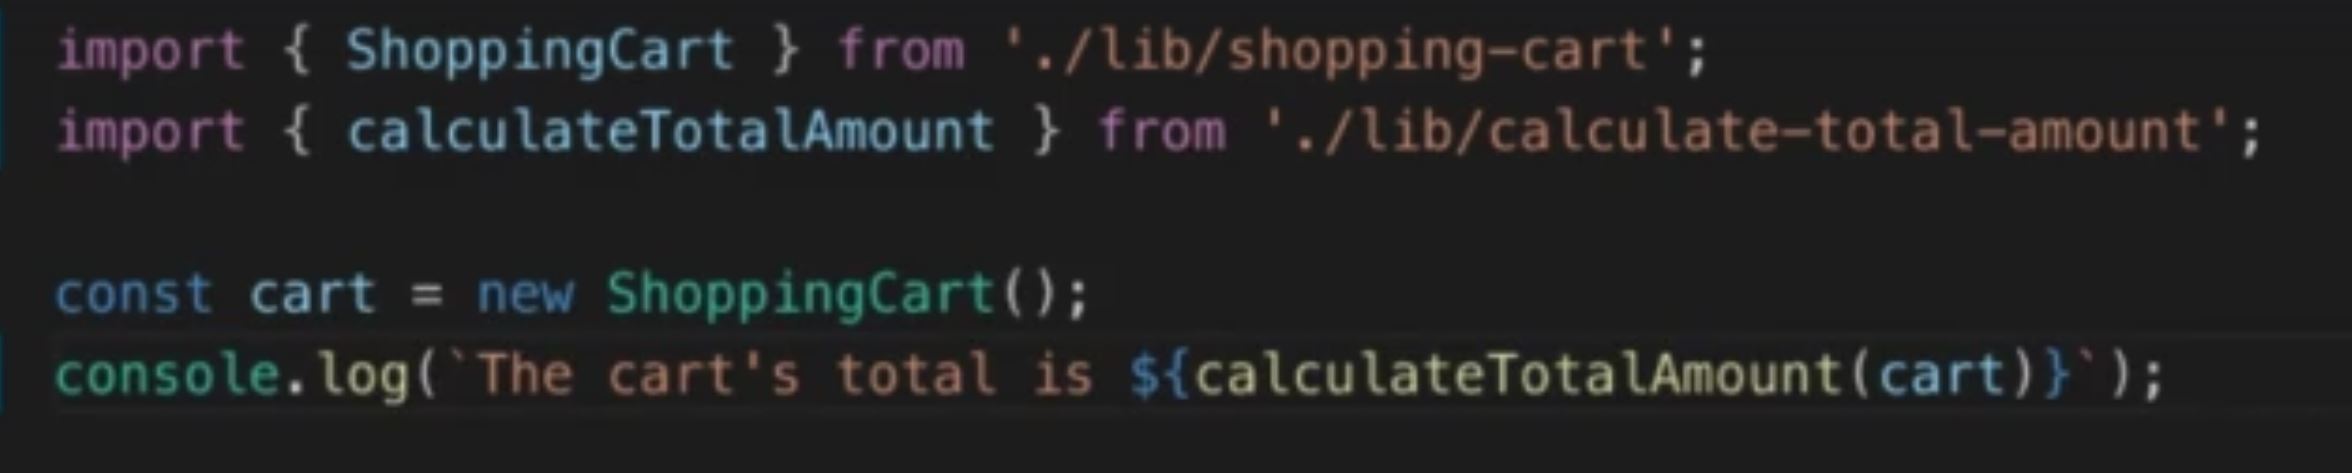 import { ShoppingCart } from './lib/shopping-cart';
import { calculateTotalAmount } from './lib/calculate-total-amount';
const cart = new ShoppingCart();
console.log(`The cart's total is ${calculateTotalAmount(cart)}`);